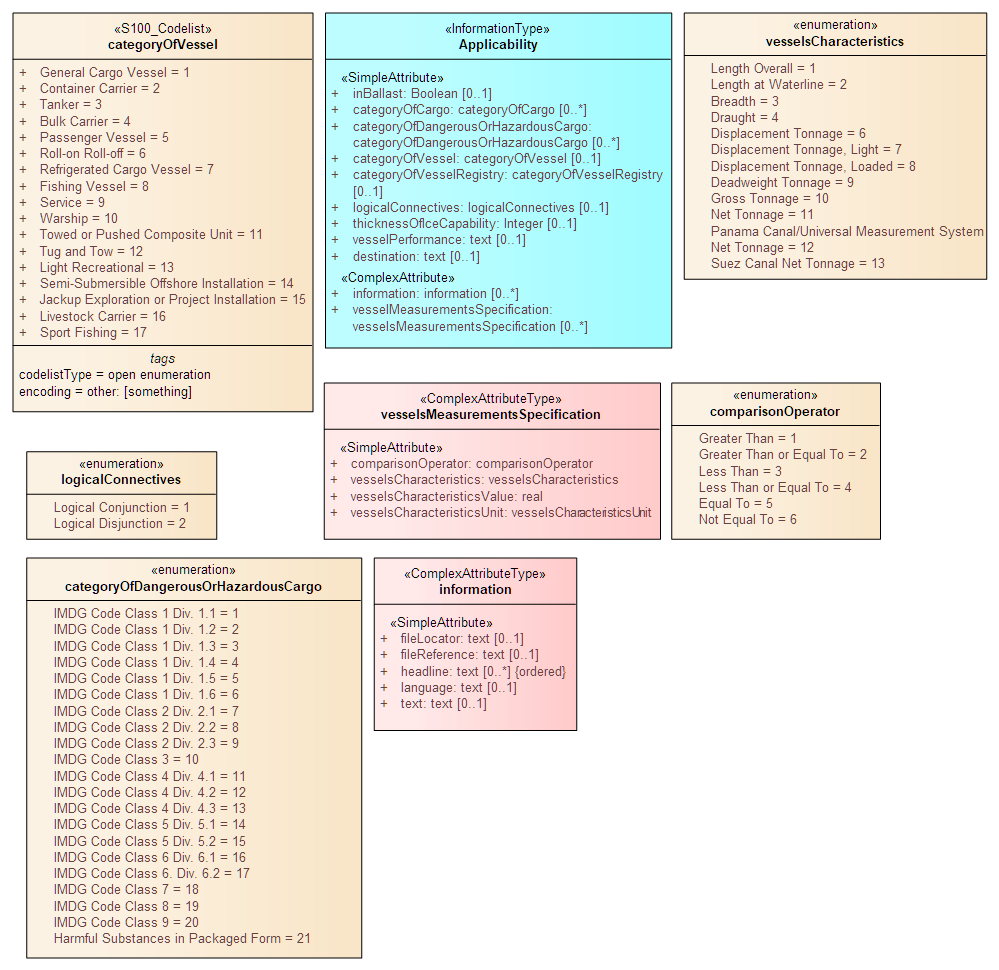 «S100_Codelist»
categoryOfVessel
+ General Cargo Vessel = 1
+ Container Carrier = 2
+ Tanker = 3
+ Bulk Carrier = 4
+ Passenger Vessel = 5
+ Roll-on Roll-off = 6
+ Refrigerated Cargo Vessel = 7
+ Fishing Vessel = 8
+ Service = 9
+ Warship = 10
+ Towed or Pushed Composite Unit = 11
+ Tug and Tow = 12
+ Light Recreational = 13
+ Semi-Submersible Offshore Installation = 14
+ Jackup Exploration or Project Installation = 15
+ Livestock Carrier = 16
+ Sport Fishing = 17
tags
codelistType = open enumeration
encoding = other: [something]
«InformationType»
Applicability
«SimpleAttribute»
+ inBallast: Boolean [0..1]
+ categoryOfCargo: categoryOfCargo [0..*]
+ categoryOfDangerousOrHazardousCargo:
categoryOfDangerousOrHazardousCargo [0..*]
+ categoryOfVessel: categoryOfVessel [0..1]
+ categoryOfVesselRegistry: categoryOfVesselRegistry
[0..1]
+ logicalConnectives: logicalConnectives [0..1]
+ thicknessOfIceCapability: Integer [0..1]
+ vesselPerformance: text [0..1]
+ destination: text [0..1]
«ComplexAttribute»
+ information: information [0..*]
+ vesselMeasurementsSpecification:
vesselsMeasurementsSpecification [0..*]
«enumeration»
vesselsCharacteristics
Length Overall = 1
Length at Waterline = 2
Breadth = 3
Draught = 4
Displacement Tonnage = 6
Displacement Tonnage, Light = 7
Displacement Tonnage, Loaded = 8
Deadweight Tonnage = 9
Gross Tonnage = 10
Net Tonnage = 11
Panama Canal/Universal Measurement System
Net Tonnage = 12
Suez Canal Net Tonnage = 13
«ComplexAttributeType»
vesselsMeasurementsSpecification
«SimpleAttribute»
+ comparisonOperator: comparisonOperator
+ vesselsCharacteristics: vesselsCharacteristics
+ vesselsCharacteristicsValue: real
+ vesselsCharacteristicsUnit: vesselsCharacteristicsUnit
«enumeration»
comparisonOperator
Greater Than = 1
Greater Than or Equal To = 2
Less Than = 3
Less Than or Equal To = 4
Equal To = 5
Not Equal To = 6
«enumeration»
logicalConnectives
Logical Conjunction = 1
Logical Disjunction = 2
«enumeration»
categoryOfDangerousOrHazardousCargo
IMDG Code Class 1 Div. 1.1 = 1
IMDG Code Class 1 Div. 1.2 = 2
IMDG Code Class 1 Div. 1.3 = 3
IMDG Code Class 1 Div. 1.4 = 4
IMDG Code Class 1 Div. 1.5 = 5
IMDG Code Class 1 Div. 1.6 = 6
IMDG Code Class 2 Div. 2.1 = 7
IMDG Code Class 2 Div. 2.2 = 8
IMDG Code Class 2 Div. 2.3 = 9
IMDG Code Class 3 = 10
IMDG Code Class 4 Div. 4.1 = 11
IMDG Code Class 4 Div. 4.2 = 12
IMDG Code Class 4 Div. 4.3 = 13
IMDG Code Class 5 Div. 5.1 = 14
IMDG Code Class 5 Div. 5.2 = 15
IMDG Code Class 6 Div. 6.1 = 16
IMDG Code Class 6. Div. 6.2 = 17
IMDG Code Class 7 = 18
IMDG Code Class 8 = 19
IMDG Code Class 9 = 20
Harmful Substances in Packaged Form = 21
«ComplexAttributeType»
information
«SimpleAttribute»
+ fileLocator: text [0..1]
+ fileReference: text [0..1]
+ headline: text [0..*] {ordered}
+ language: text [0..1]
+ text: text [0..1]